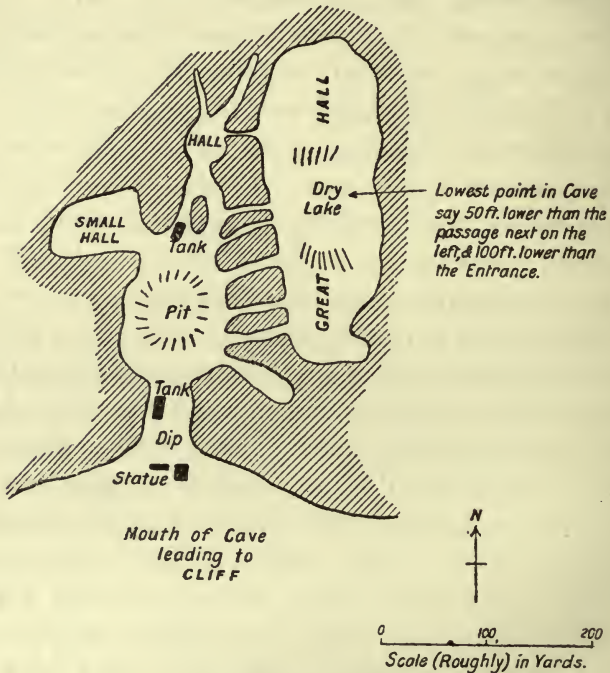 HALL
HALL
Dry
Lake
Lowest point in Cave
say 50ft. lower than the
passage next on the
left, & 100ft. lower than
the Entrance.
SMALL
HALL
Tank
GREAT
Pit
Tank
Dip
Statue
Mouth of Cave
leading to
CLIFF
N
0 100 200
Scale (Roughly) in Yards.